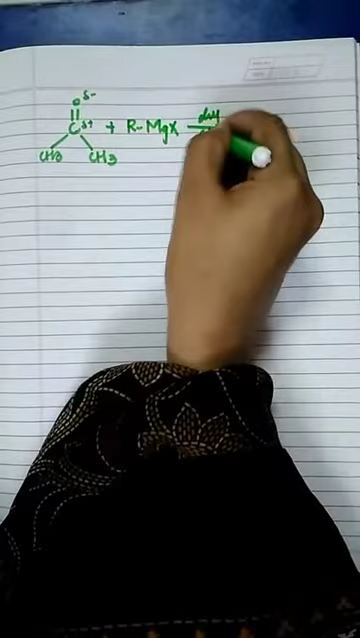 O δ-
||
C δ+ + R-MgX dry
CH3 CH3